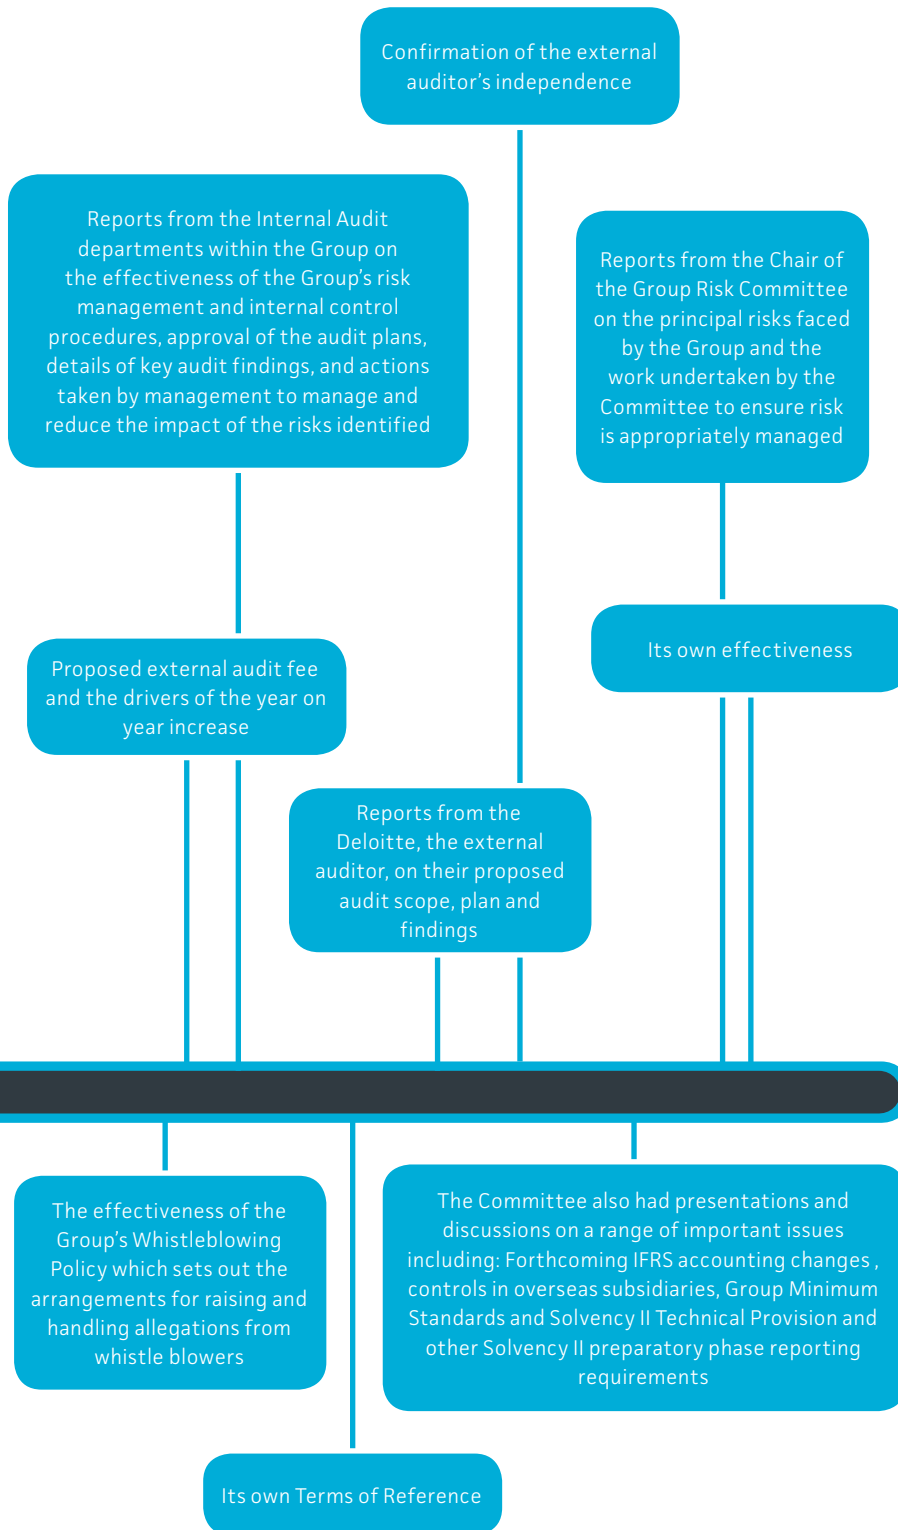 Confirmation of the external
auditor’s independence
Reports from the Internal Audit
departments within the Group on
the effectiveness of the Group’s risk
management and internal control
procedures, approval of the audit plans,
details of key audit findings, and actions
taken by management to manage and
reduce the impact of the risks identified
Reports from the Chair of
the Group Risk Committee
on the principal risks faced
by the Group and the
work undertaken by the
Committee to ensure risk
is appropriately managed
Proposed external audit fee
and the drivers of the year on
year increase
Its own effectiveness
Reports from the
Deloitte, the external
auditor, on their proposed
audit scope, plan and
findings
The effectiveness of the
Group’s Whistleblowing
Policy which sets out the
arrangements for raising and
handling allegations from
whistle blowers
The Committee also had presentations and
discussions on a range of important issues
including: Forthcoming IFRS accounting changes ,
controls in overseas subsidiaries, Group Minimum
Standards and Solvency II Technical Provision and
other Solvency II preparatory phase reporting
requirements
Its own Terms of Reference